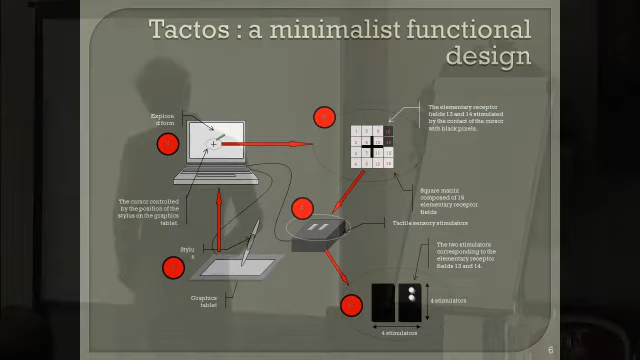 Tactos : a minimalist functional
design
Explore
d form
The elementary receptor
fields 13 and 14 stimulated
by the contact of the cursor
with black pixels.
The cursor controlled
by the position of the
stylus on the graphics
tablet.
Square matrix
composed of 16
elementary receptor
fields
Tactile sensory stimulators
Stylu
s
The two stimulators
corresponding to the
elementary receptor
fields 13 and 14.
Graphics
tablet
4 stimulators
4 stimulators
6